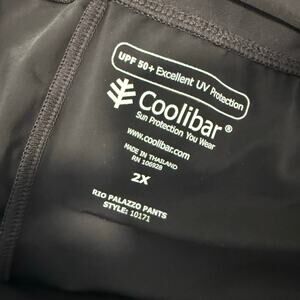 UPF 50+ Excellent UV Protection
Coolibar®
Sun Protection You Wear
www.coolibar.com
MADE IN THAILAND
RN 106928
2X
RIO PALAZZO PANTS
STYLE: 10171